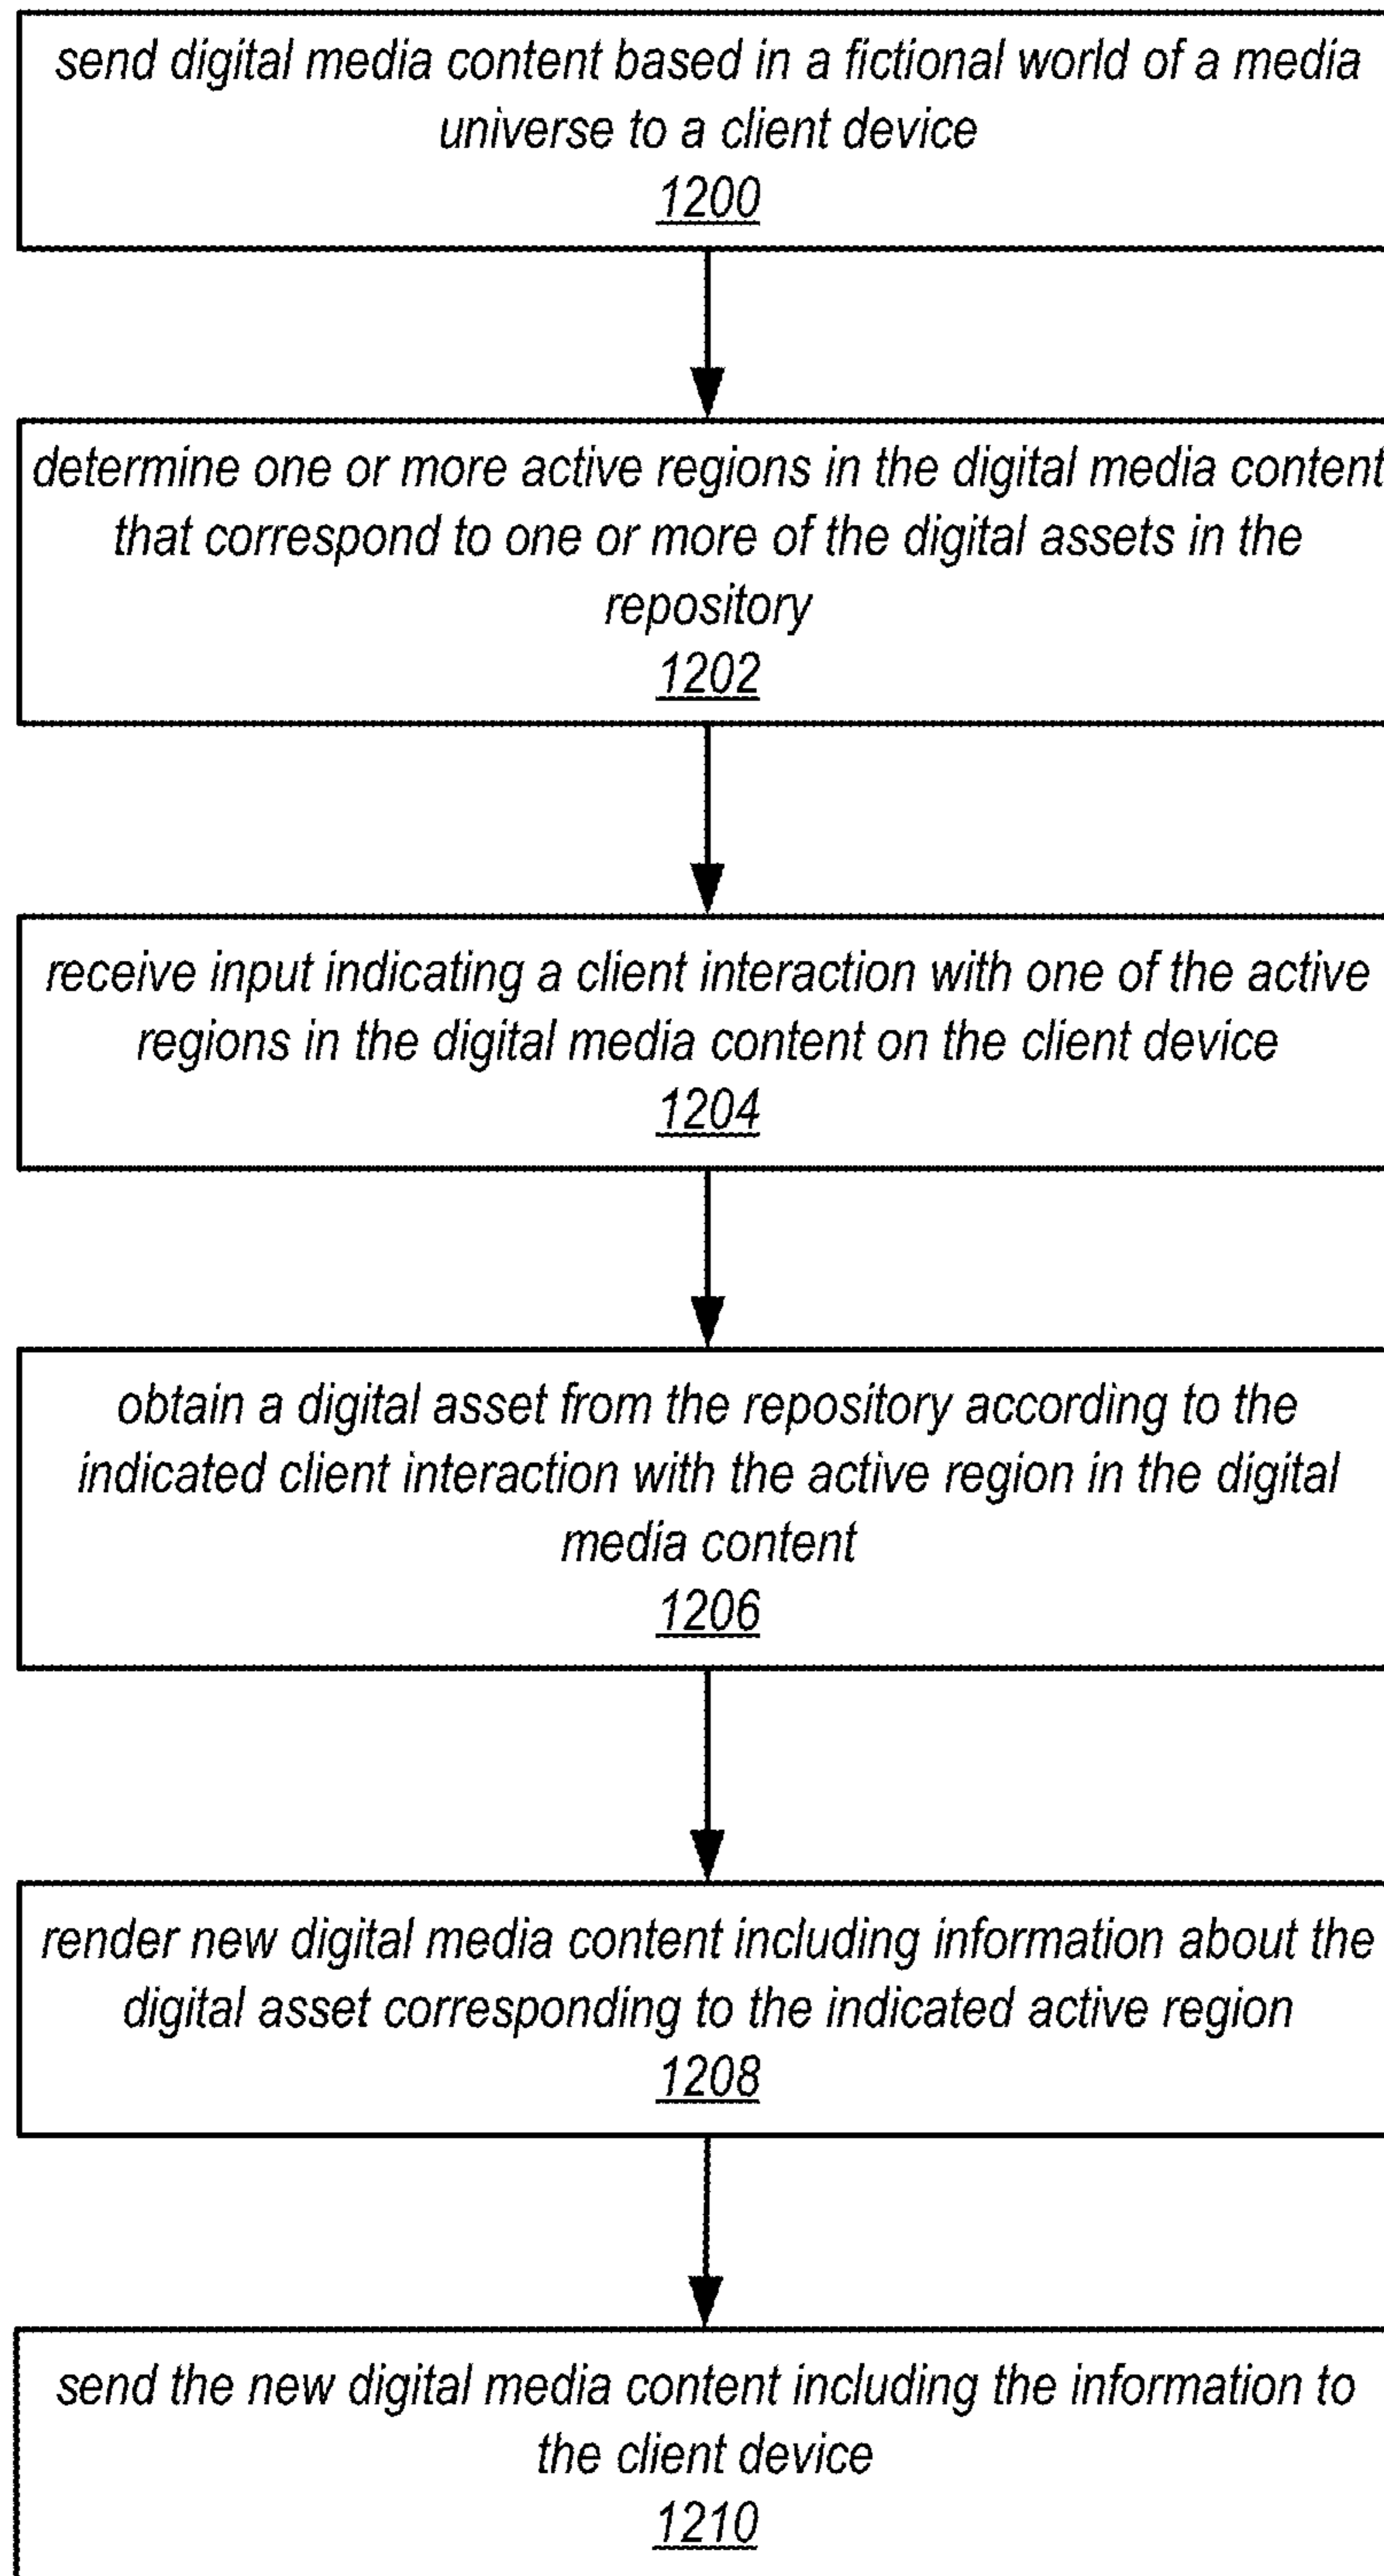 send digital media content based in a fictional world of a media
universe to a client device
1200
determine one or more active regions in the digital media content
that correspond to one or more of the digital assets in the
repository
1202
receive input indicating a client interaction with one of the active
regions in the digital media content on the client device
1204
obtain a digital asset from the repository according to the
indicated client interaction with the active region in the digital
media content
1206
render new digital media content including information about the
digital asset corresponding to the indicated active region
1208
send the new digital media content including the information to
the client device
1210